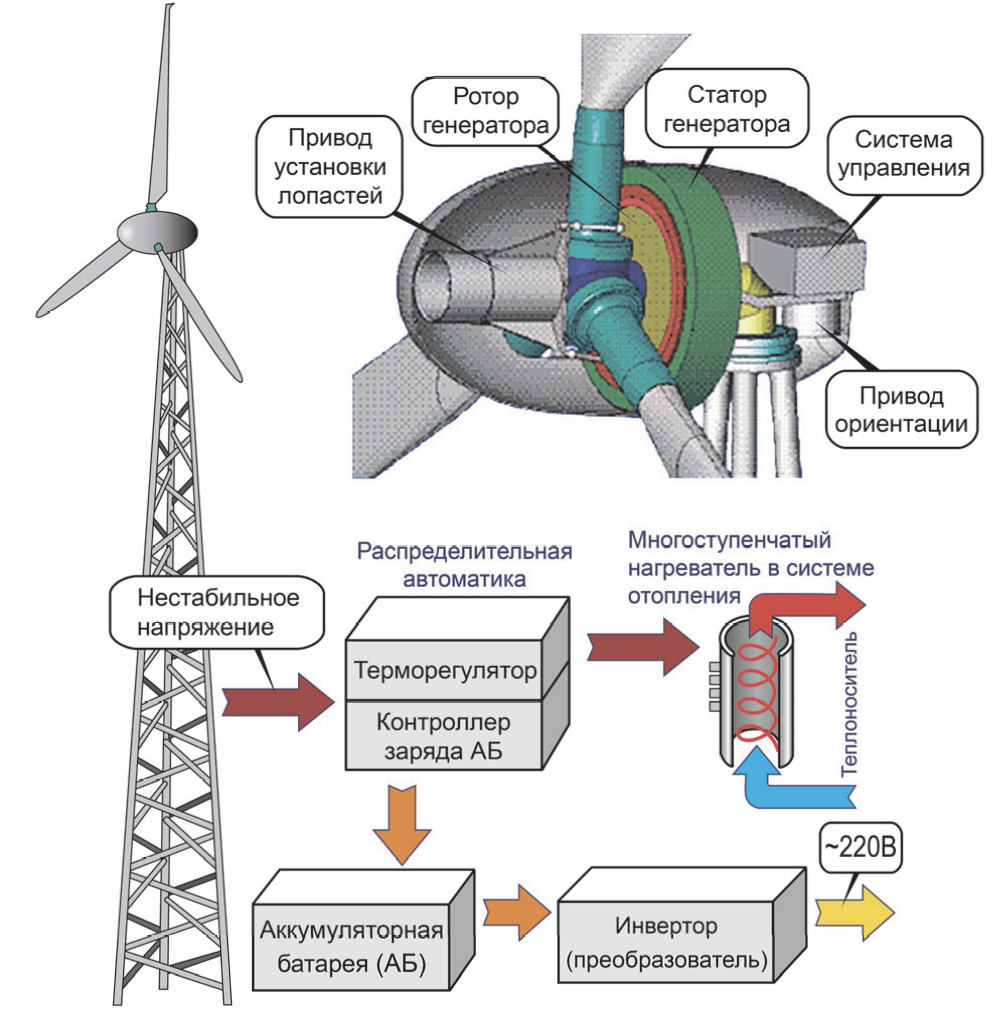 Ротор
генератора
Статор
генератора
Привод
установки
лопастей
Система
управления
Привод
ориентации
Нестабильное
напряжение
Распределительная
автоматика
Терморегулятор
Контроллер
заряда АБ
Многоступенчатый
нагреватель в системе
отопления
Теплоноситель
~220В
Аккумуляторная
батарея (АБ)
Инвертор
(преобразователь)